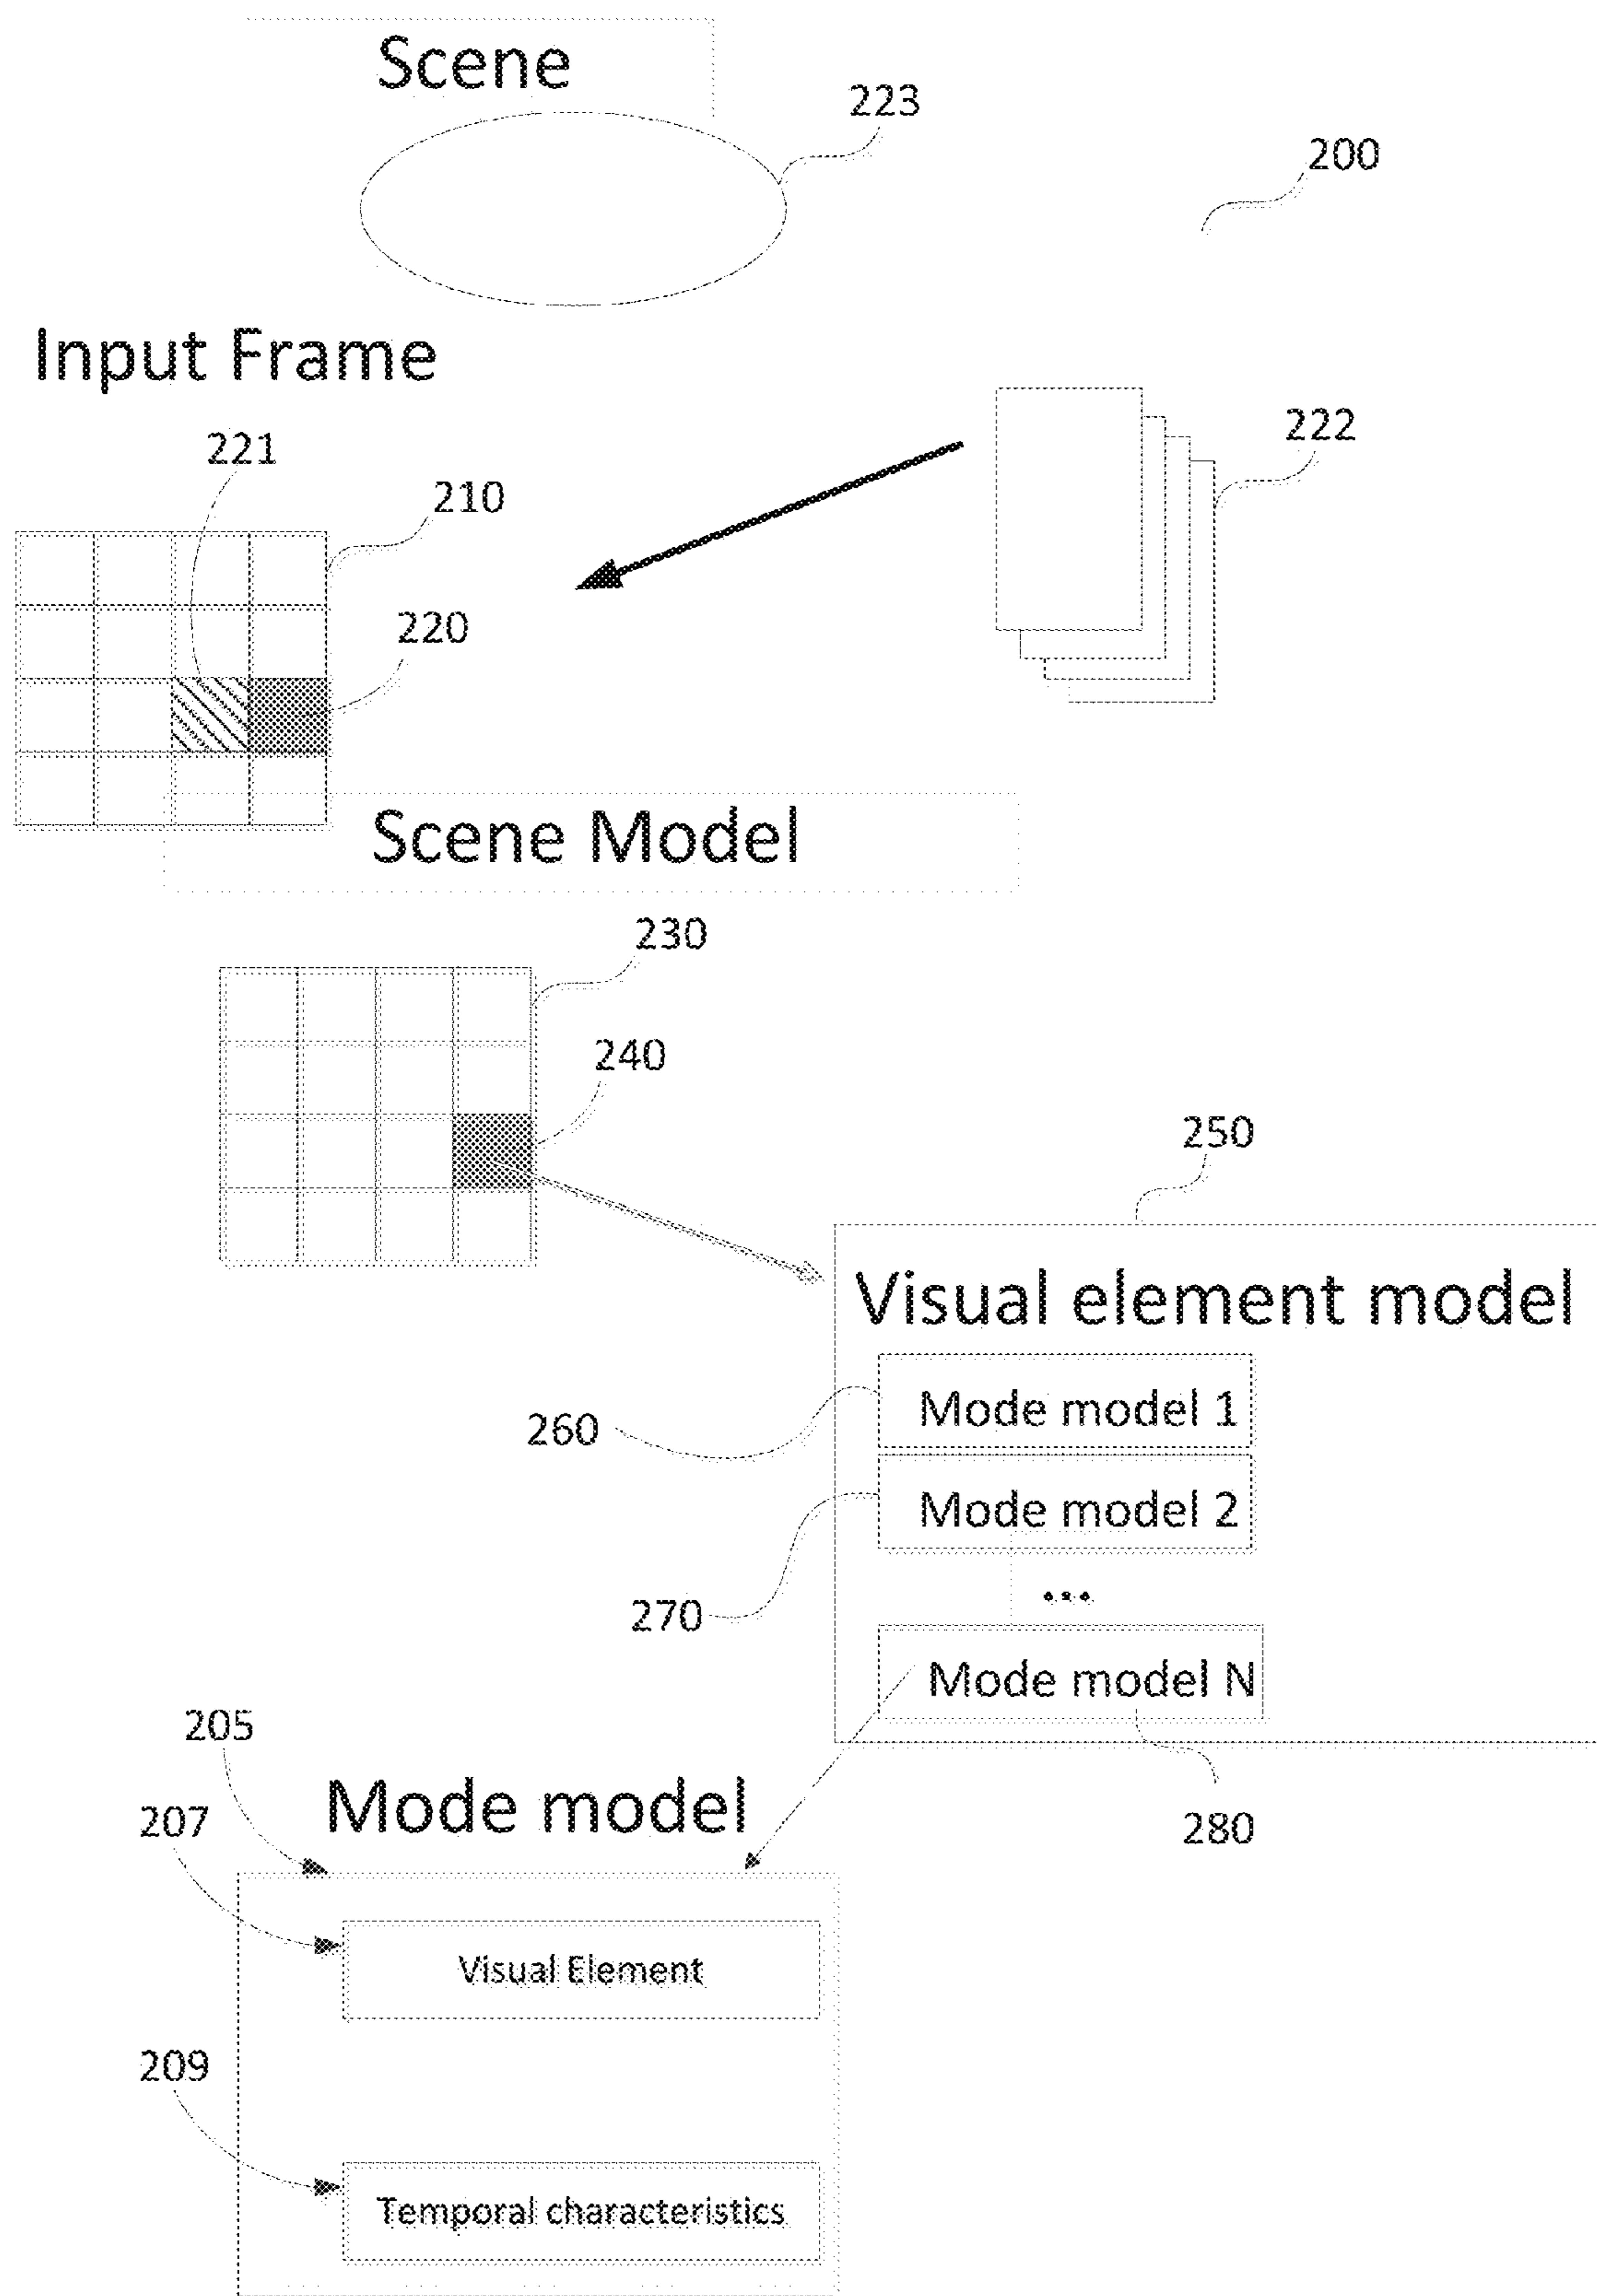 Scene
223
200
Input Frame
222
221
210
220
Scene Model
230
240
250
Visual element model
Mode model 1
260
Mode model 2
...
270
Mode model N
205
Mode model
207
280
Visual Element
209
Temporal characteristics